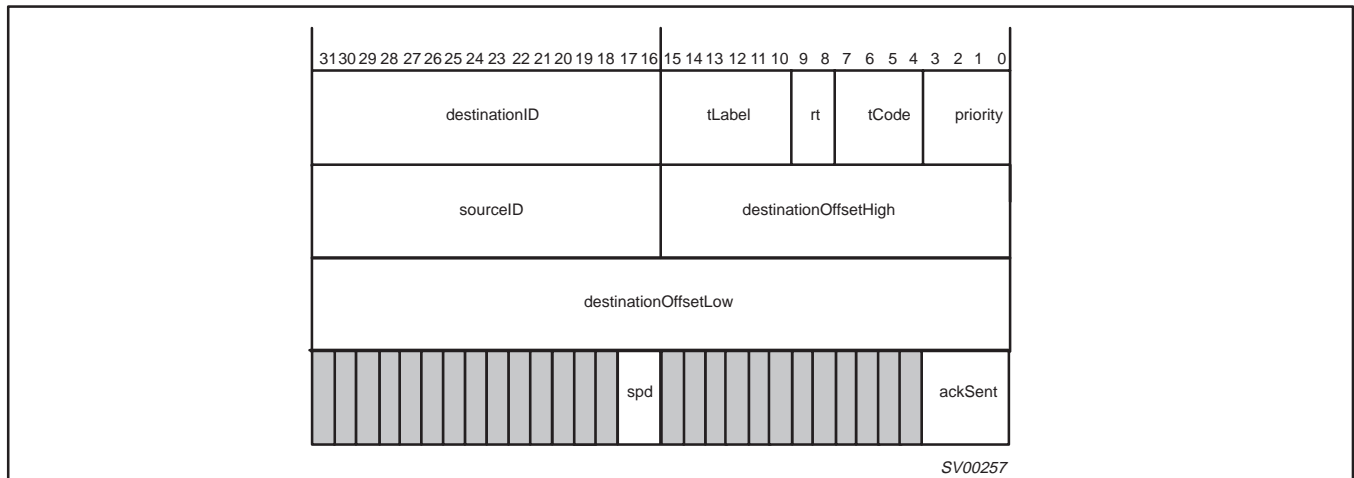 31 30 29 28 27 26 25 24 23 22 21 20 19 18 17 16 15 14 13 12 11 10 9 8 7 6 5 4 3 2 1 0
destinationID tLabel rt tCode priority
sourceID destinationOffsetHigh
destinationOffsetLow
spd ackSent
SV00257